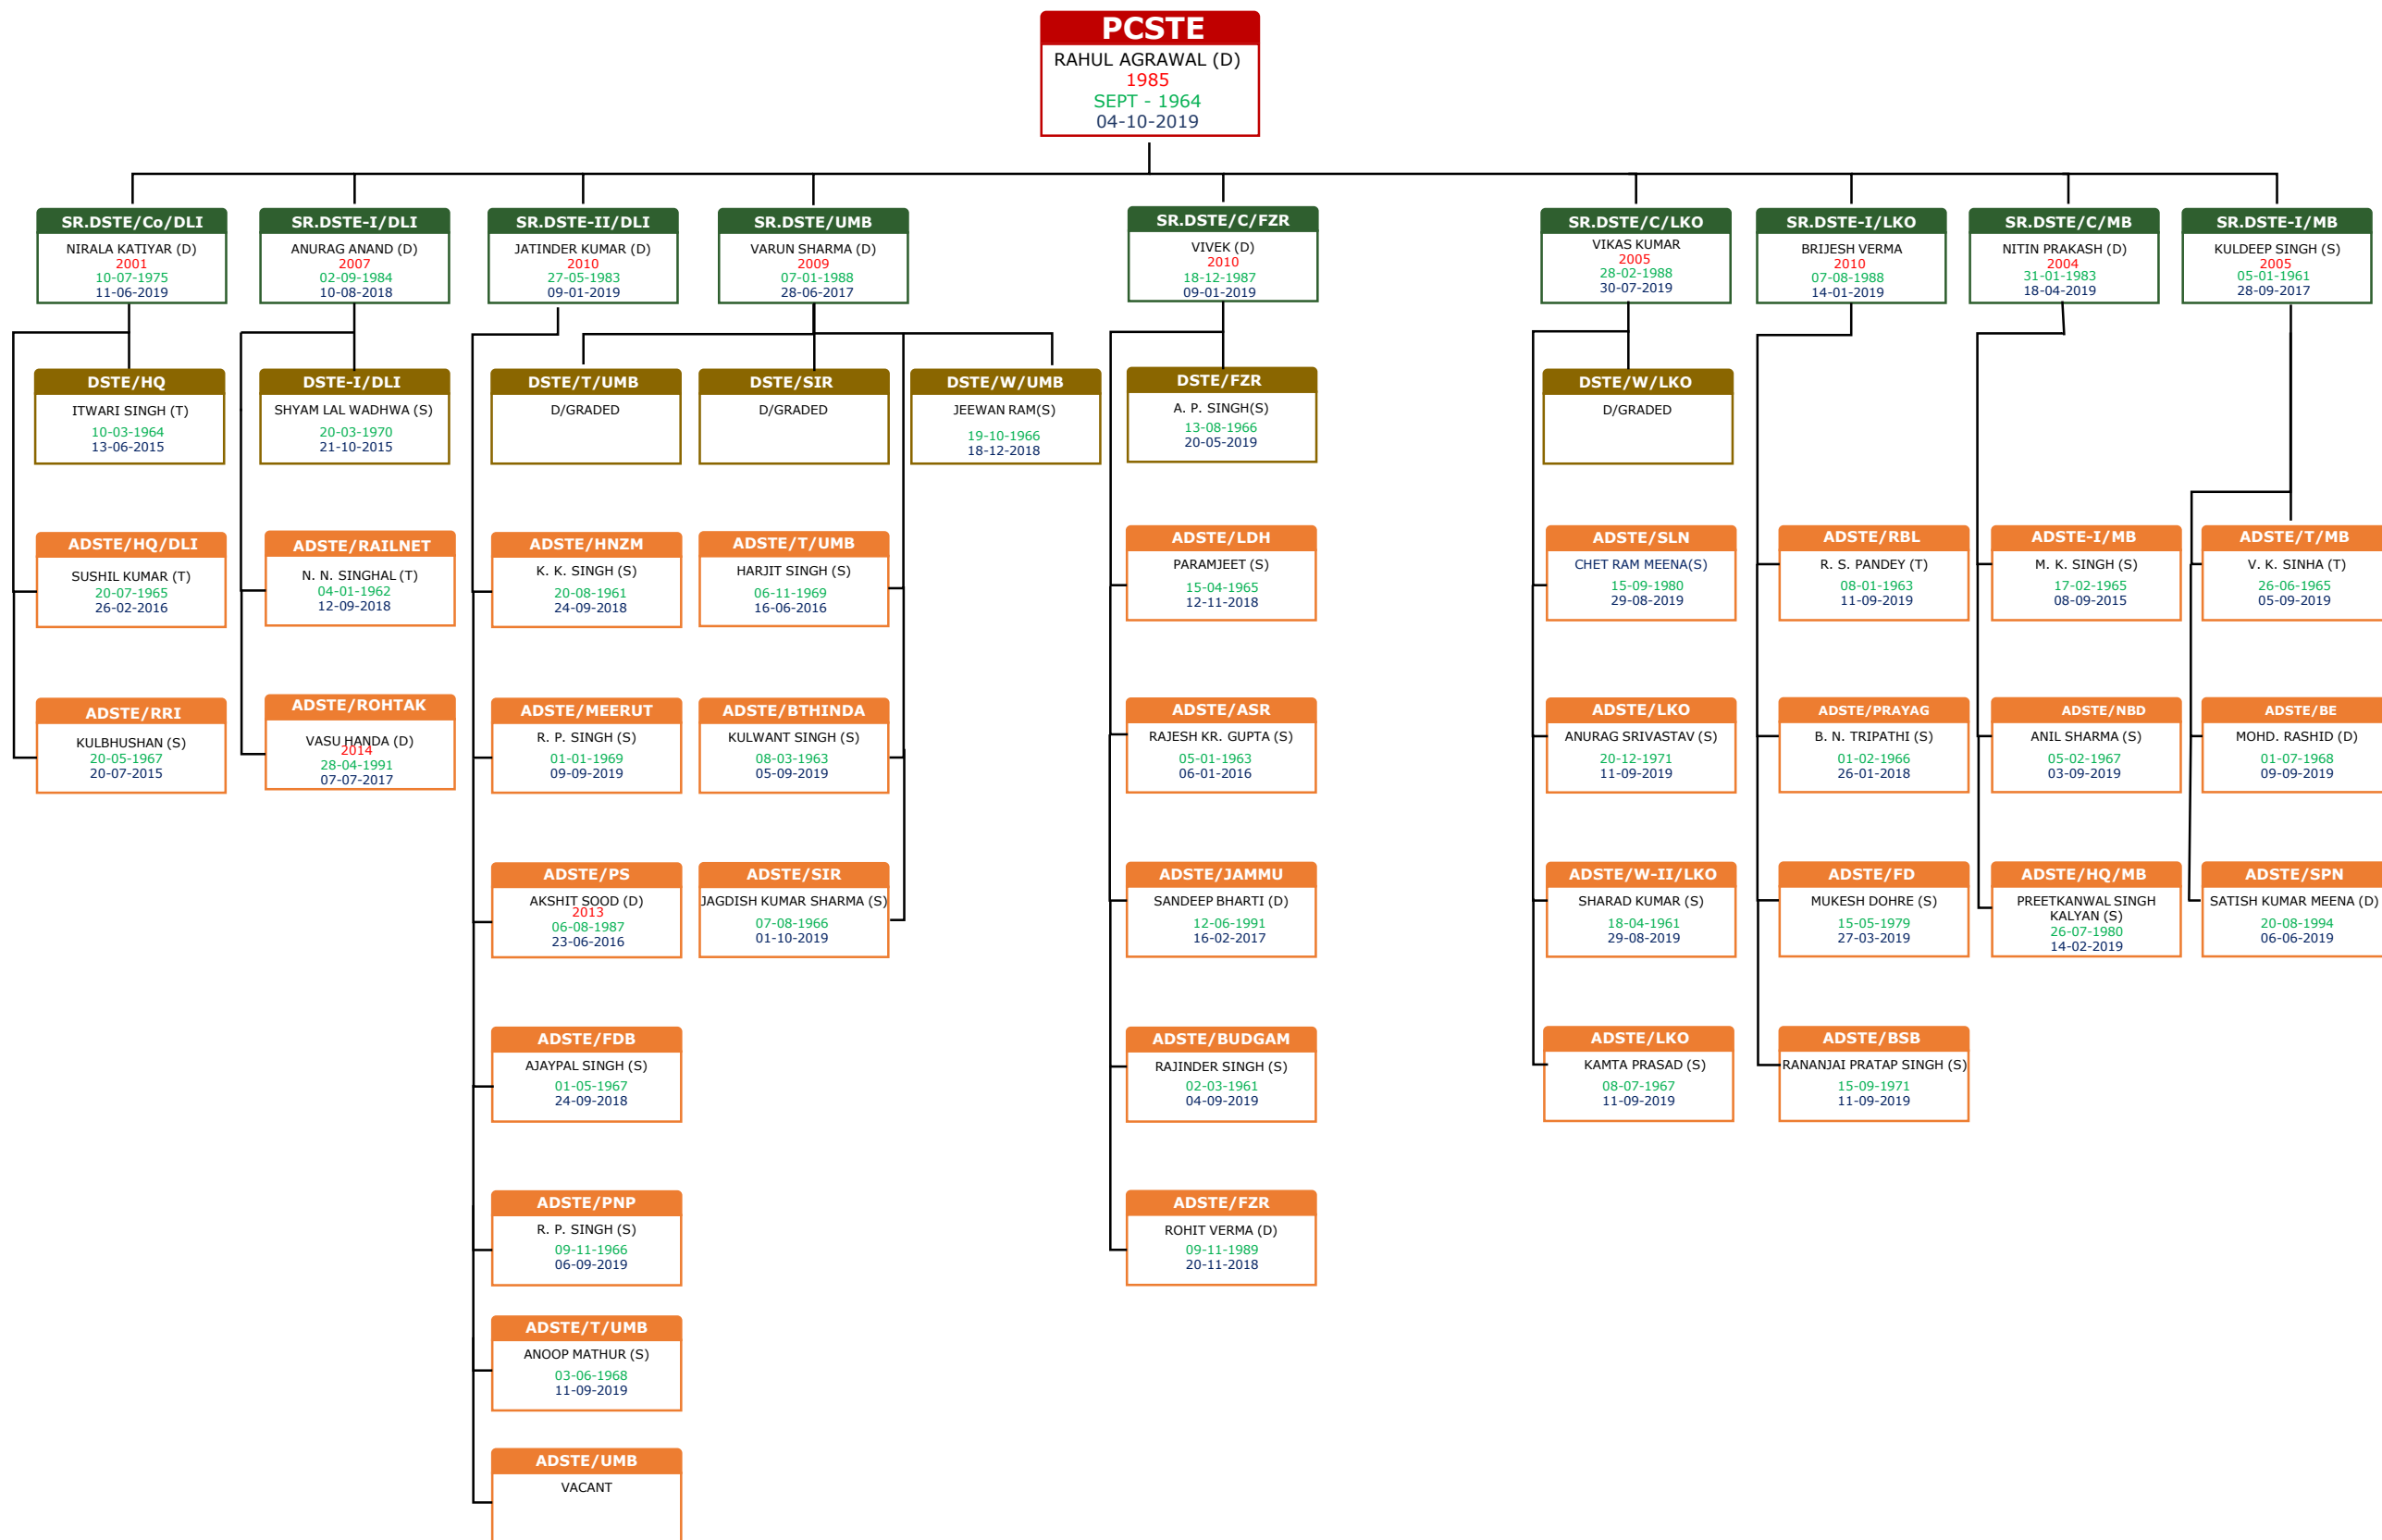 PCSTE
RAHUL AGRAWAL (D)
1985
SEPT - 1964
04-10-2019
SR.DSTE/Co/DLI
NIRALA KATIYAR (D)
2001
10-07-1975
11-06-2019
SR.DSTE-I/DLI
ANURAG ANAND (D)
2007
02-09-1984
10-08-2018
SR.DSTE-II/DLI
JATINDER KUMAR (D)
2010
27-05-1983
09-01-2019
SR.DSTE/UMB
VARUN SHARMA (D)
2009
07-01-1988
28-06-2017
SR.DSTE/C/FZR
VIVEK (D)
2010
18-12-1987
09-01-2019
SR.DSTE/C/LKO
VIKAS KUMAR
2005
28-02-1988
30-07-2019
SR.DSTE-I/LKO
BRIJESH VERMA
2010
07-08-1988
14-01-2019
SR.DSTE/C/MB
NITIN PRAKASH (D)
2004
31-01-1983
18-04-2019
SR.DSTE-I/MB
KULDEEP SINGH (S)
2005
05-01-1961
28-09-2017
DSTE/HQ
ITWARI SINGH (T)
10-03-1964
13-06-2015
DSTE-I/DLI
SHYAM LAL WADHWA (S)
20-03-1970
21-10-2015
DSTE/T/UMB
D/GRADED
DSTE/SIR
D/GRADED
DSTE/W/UMB
JEEWAN RAM(S)
19-10-1966
18-12-2018
DSTE/FZR
A. P. SINGH(S)
13-08-1966
20-05-2019
DSTE/W/LKO
D/GRADED
ADSTE/HQ/DLI
SUSHIL KUMAR (T)
20-07-1965
26-02-2016
ADSTE/RAILNET
N. N. SINGHAL (T)
04-01-1962
12-09-2018
ADSTE/HNZM
K. K. SINGH (S)
20-08-1961
24-09-2018
ADSTE/T/UMB
HARJIT SINGH (S)
06-11-1969
16-06-2016
ADSTE/LDH
PARAMJEET (S)
15-04-1965
12-11-2018
ADSTE/SLN
CHET RAM MEENA(S)
15-09-1980
29-08-2019
ADSTE/RBL
R. S. PANDEY (T)
08-01-1963
11-09-2019
ADSTE-I/MB
M. K. SINGH (S)
17-02-1965
08-09-2015
ADSTE/T/MB
V. K. SINHA (T)
26-06-1965
05-09-2019
ADSTE/RRI
KULBHUSHAN (S)
20-05-1967
20-07-2015
ADSTE/ROHTAK
VASU HANDA (D)
2014
28-04-1991
07-07-2017
ADSTE/MEERUT
R. P. SINGH (S)
01-01-1969
09-09-2019
ADSTE/BTHINDA
KULWANT SINGH (S)
08-03-1963
05-09-2019
ADSTE/ASR
RAJESH KR. GUPTA (S)
05-01-1963
06-01-2016
ADSTE/LKO
ANURAG SRIVASTAV (S)
20-12-1971
11-09-2019
ADSTE/PRAYAG
B. N. TRIPATHI (S)
01-02-1966
26-01-2018
ADSTE/NBD
ANIL SHARMA (S)
05-02-1967
03-09-2019
ADSTE/BE
MOHD. RASHID (D)
01-07-1968
09-09-2019
ADSTE/PS
AKSHIT SOOD (D)
2013
06-08-1987
23-06-2016
ADSTE/SIR
JAGDISH KUMAR SHARMA (S)
07-08-1966
01-10-2019
ADSTE/JAMMU
SANDEEP BHARTI (D)
12-06-1991
16-02-2017
ADSTE/W-II/LKO
SHARAD KUMAR (S)
18-04-1961
29-08-2019
ADSTE/FD
MUKESH DOHRE (S)
15-05-1979
27-03-2019
ADSTE/HQ/MB
PREETKANWAL SINGH
KALYAN (S)
26-07-1980
14-02-2019
ADSTE/SPN
SATISH KUMAR MEENA (D)
20-08-1994
06-06-2019
ADSTE/FDB
AJAYPAL SINGH (S)
01-05-1967
24-09-2018
ADSTE/BUDGAM
RAJINDER SINGH (S)
02-03-1961
04-09-2019
ADSTE/LKO
KAMTA PRASAD (S)
08-07-1967
11-09-2019
ADSTE/BSB
RANANJAI PRATAP SINGH (S)
15-09-1971
11-09-2019
ADSTE/PNP
R. P. SINGH (S)
09-11-1966
06-09-2019
ADSTE/FZR
ROHIT VERMA (D)
09-11-1989
20-11-2018
ADSTE/T/UMB
ANOOP MATHUR (S)
03-06-1968
11-09-2019
ADSTE/UMB
VACANT